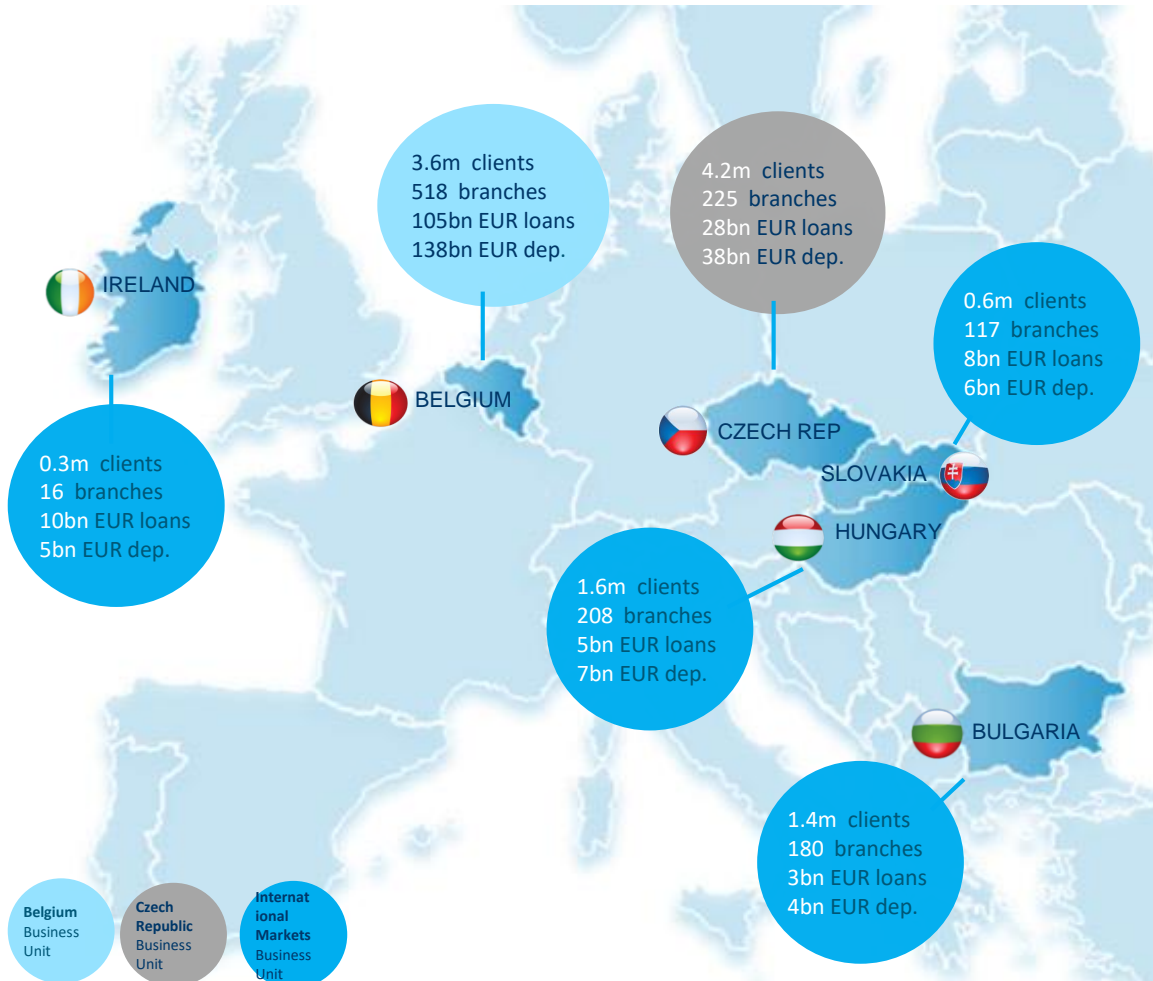 3.6m clients
518 branches
105bn EUR loans
138bn EUR dep.
4.2m clients
225 branches
28bn EUR loans
38bn EUR dep.
IRELAND
0.6m clients
117 branches
8bn EUR loans
6bn EUR dep.
BELGIUM
CZECH REP
SLOVAKIA
0.3m clients
16 branches
10bn EUR loans
5bn EUR dep.
HUNGARY
1.6m clients
208 branches
5bn EUR loans
7bn EUR dep.
BULGARIA
1.4m clients
180 branches
3bn EUR loans
4bn EUR dep.
Belgium
Business
Unit
Czech
Republic
Business
Unit
Internat
ional
Markets
Business
Unit